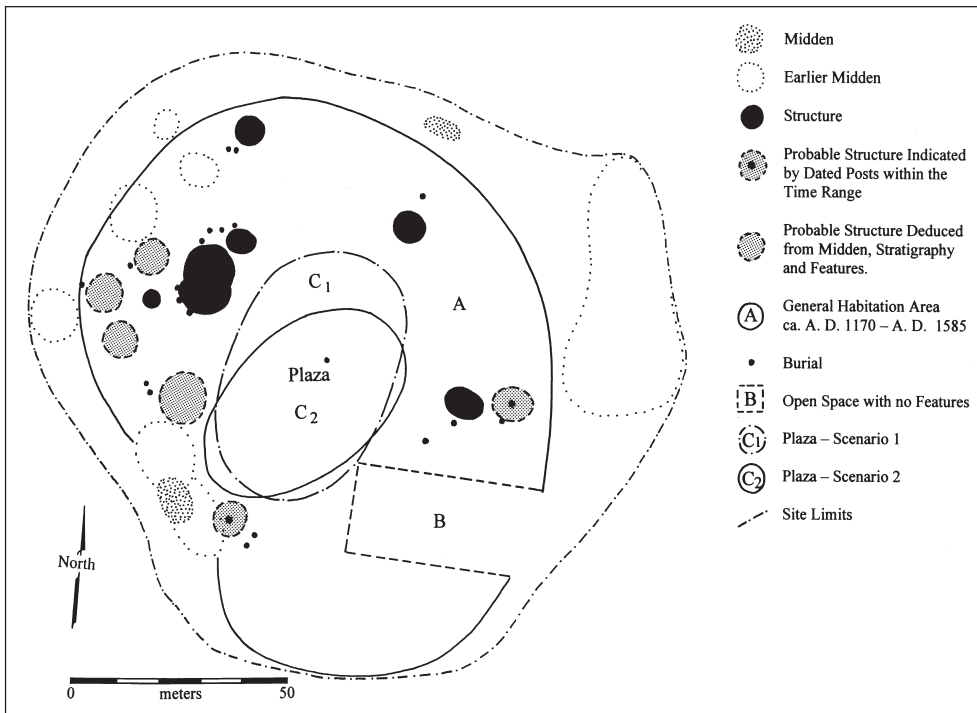 C1
A
Plaza
C2
B
North
0 meters 50
Midden
Earlier Midden
Structure
Probable Structure Indicated
by Dated Posts within the
Time Range
Probable Structure Deduced
from Midden, Stratigraphy
and Features.
A General Habitation Area
ca. A. D. 1170 – A. D. 1585
Burial
B Open Space with no Features
C1 Plaza – Scenario 1
C2 Plaza – Scenario 2
Site Limits